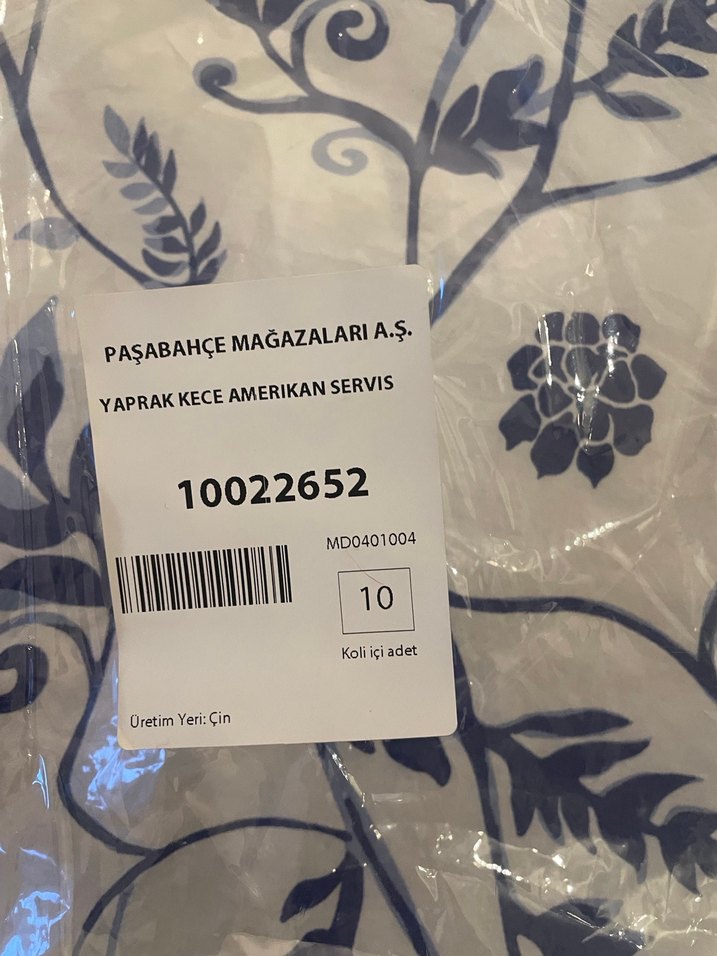 PAŞABAHÇE MAĞAZALARI A.Ş.
YAPRAK KECE AMERIKAN SERVIS
10022652
MD0401004
10
Koli içi adet
Üretim Yeri: Çin